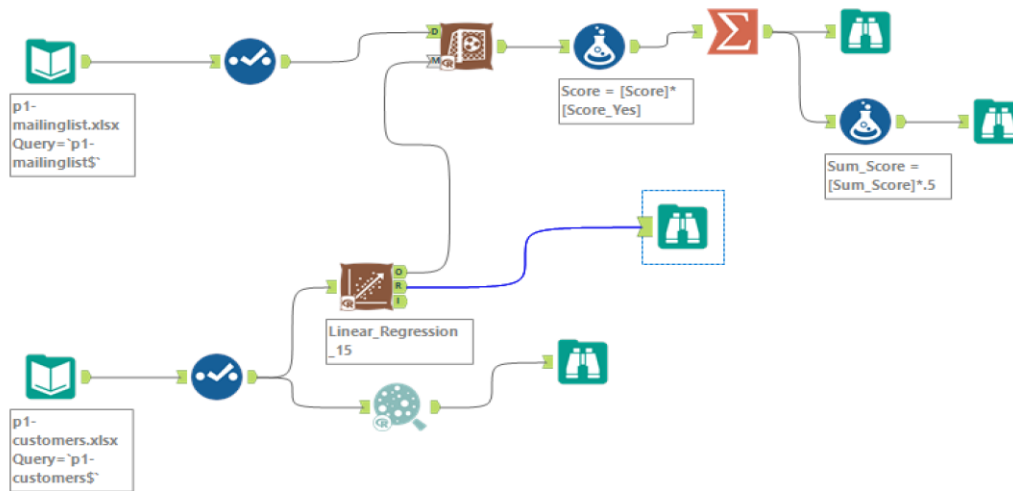 D
M
R
p1-
mailinglist.xlsx
Query=`p1-
mailinglist$`
Score = [Score]*
[Score_Yes]
Σ
Sum_Score =
[Sum_Score]*.5
O
R
I
R
Linear_Regression
_15
R
p1-
customers.xlsx
Query=`p1-
customers$`